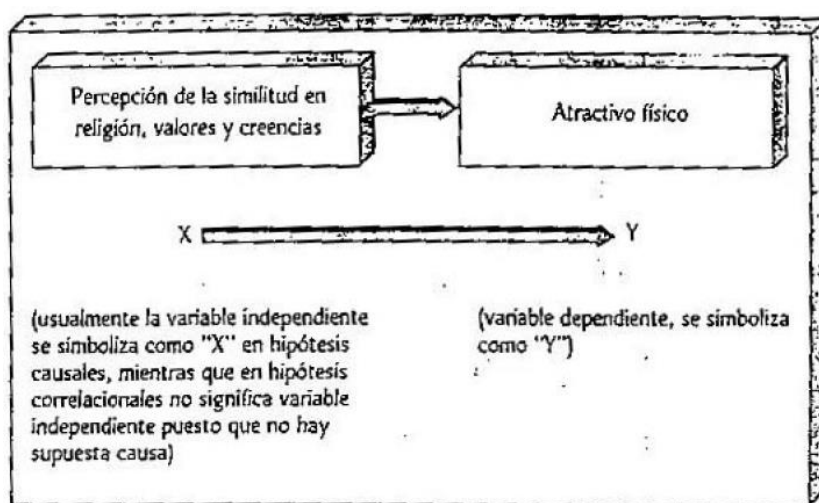 Percepción de la similitud en
religión, valores y creencias
Atractivo físico
X
Y
(usualmente la variable independiente
se simboliza como "X" en hipótesis
causales, mientras que en hipótesis
correlacionales no significa variable
independiente puesto que no hay
supuesta causa)
(variable dependiente, se simboliza
como "Y")